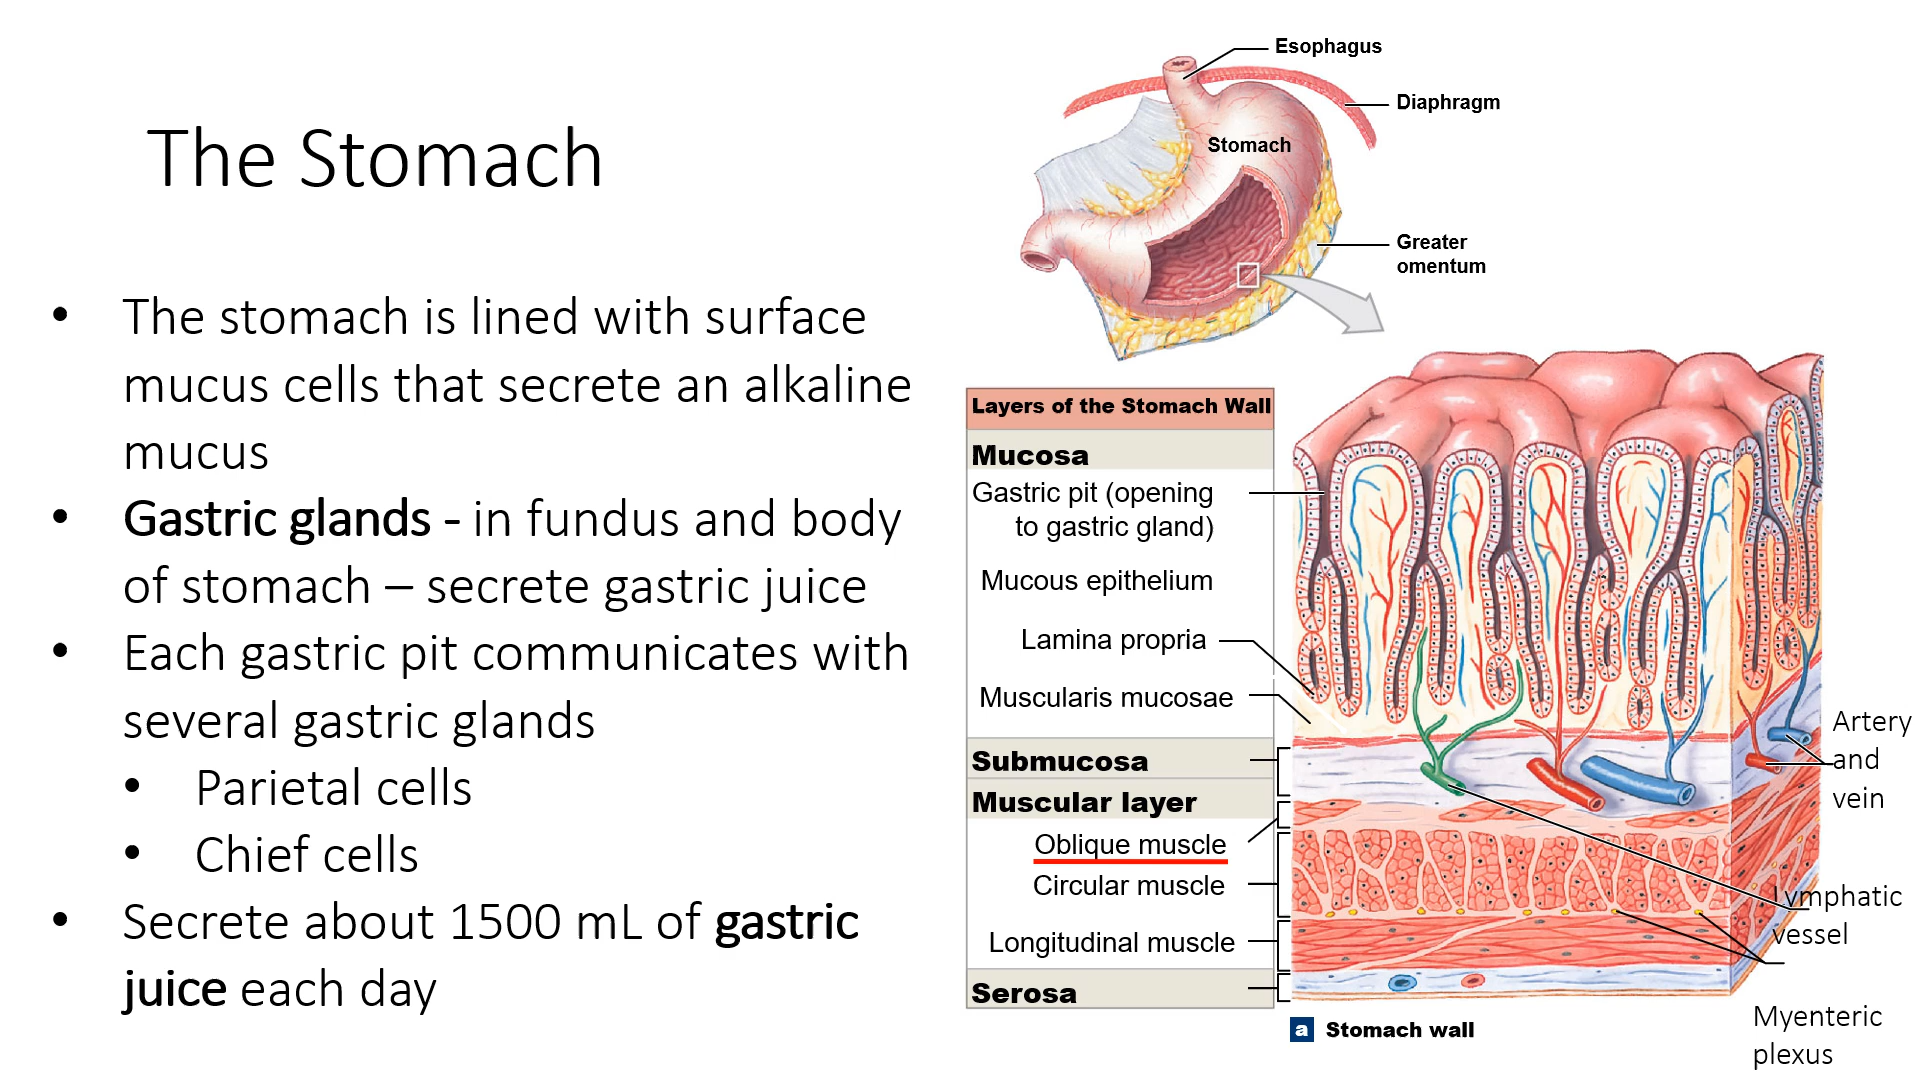 The Stomach
• The stomach is lined with surface
mucus cells that secrete an alkaline
mucus
• Gastric glands - in fundus and body
of stomach – secrete gastric juice
• Each gastric pit communicates with
several gastric glands
• Parietal cells
• Chief cells
• Secrete about 1500 mL of gastric
juice each day
Esophagus
Diaphragm
Stomach
Greater
omentum
Layers of the Stomach Wall
Mucosa
Gastric pit (opening
to gastric gland)
Mucous epithelium
Lamina propria
Muscularis mucosae
Submucosa
Muscular layer
Oblique muscle
Circular muscle
Longitudinal muscle
Serosa
Artery
and
vein
Lymphatic
vessel
Myenteric
plexus
a Stomach wall